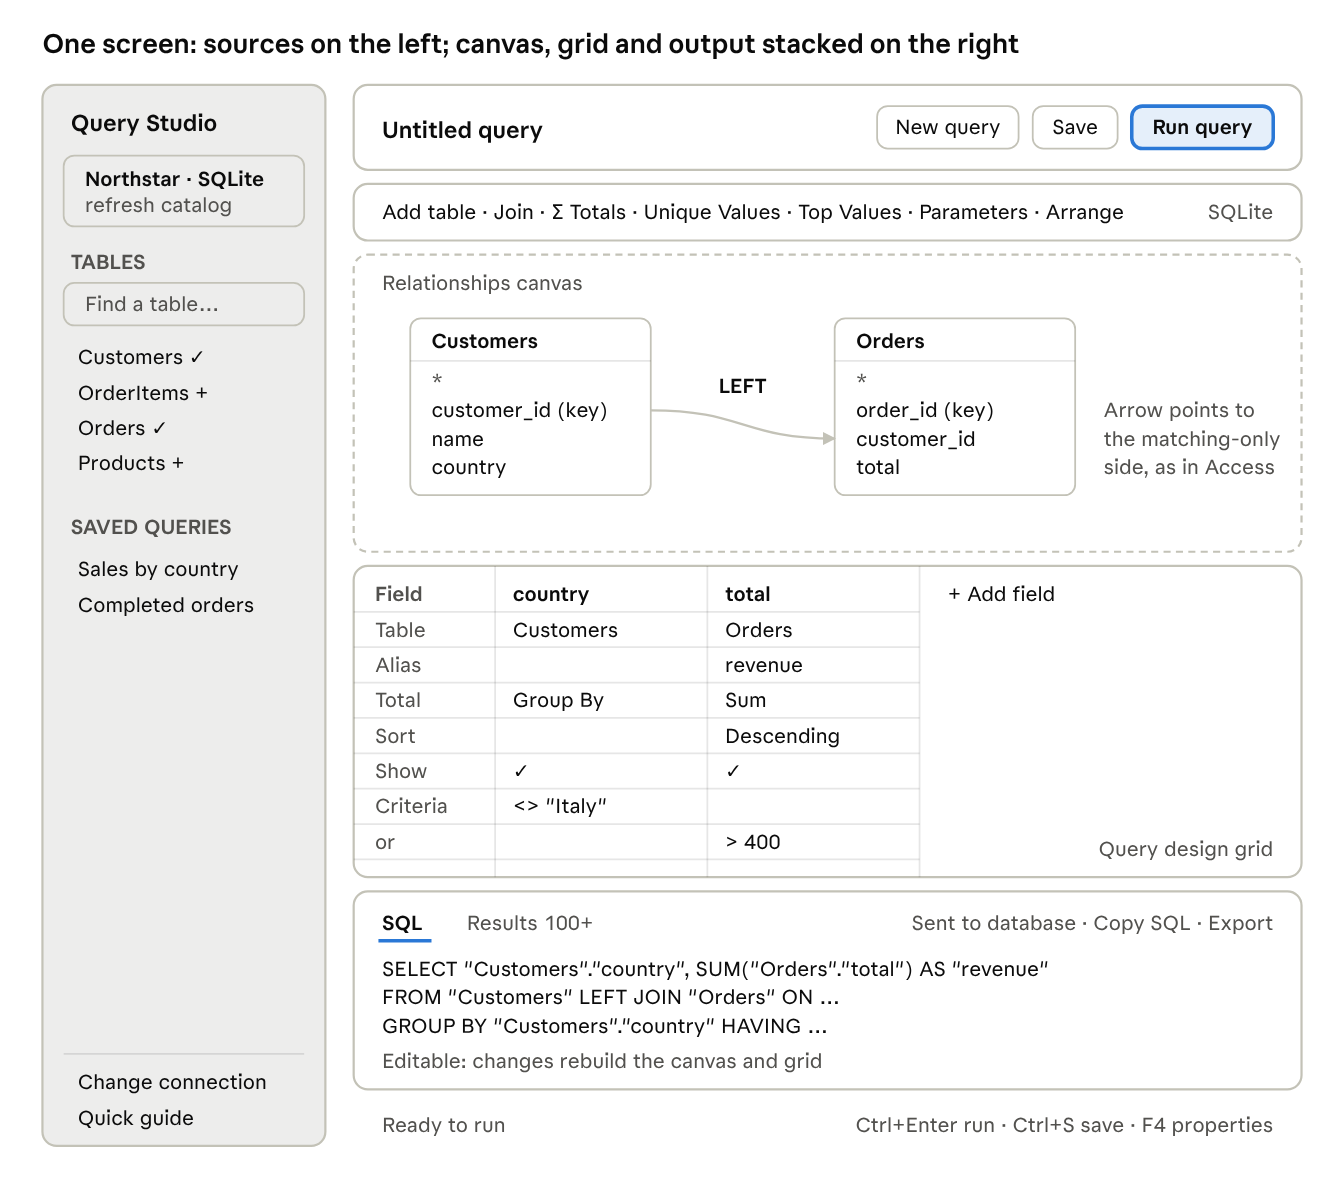 One screen: sources on the left; canvas, grid and output stacked on the right
Query Studio
Northstar · SQLite
refresh catalog
TABLES
Find a table...
Customers ✓
OrderItems +
Orders ✓
Products +
SAVED QUERIES
Sales by country
Completed orders
Change connection
Quick guide
Untitled query
New query
Save
Run query
Add table · Join · Σ Totals · Unique Values · Top Values · Parameters · Arrange
SQLite
Relationships canvas
Customers
*
customer_id (key)
name
country
LEFT
Orders
*
order_id (key)
customer_id
total
Arrow points to
the matching-only
side, as in Access
Field country total + Add field
Table Customers Orders
Alias revenue
Total Group By Sum
Sort Descending
Show ✓ ✓
Criteria <> "Italy"
or > 400
Query design grid
SQL Results 100+ Sent to database · Copy SQL · Export
SELECT "Customers"."country", SUM("Orders"."total") AS "revenue"
FROM "Customers" LEFT JOIN "Orders" ON ...
GROUP BY "Customers"."country" HAVING ...
Editable: changes rebuild the canvas and grid
Ready to run
Ctrl+Enter run · Ctrl+S save · F4 properties